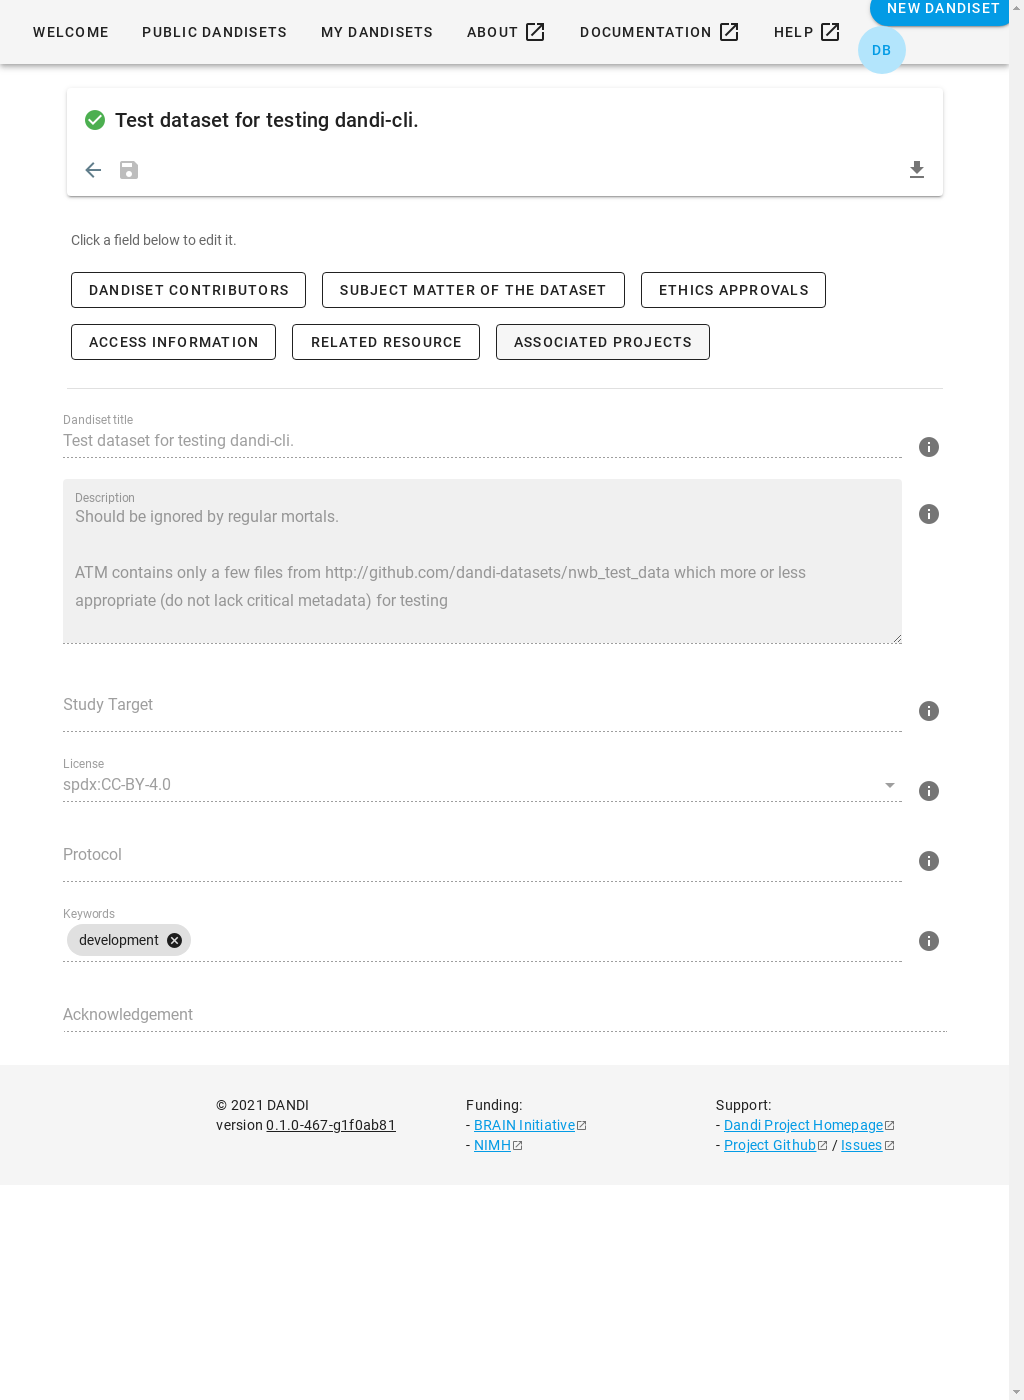 NEW DANDISET
WELCOME PUBLIC DANDISETS MY DANDISETS ABOUT DOCUMENTATION HELP
DB
Test dataset for testing dandi-cli.
Click a field below to edit it.
DANDISET CONTRIBUTORS SUBJECT MATTER OF THE DATASET ETHICS APPROVALS
ACCESS INFORMATION RELATED RESOURCE ASSOCIATED PROJECTS
Dandiset title
Test dataset for testing dandi-cli.
Description
Should be ignored by regular mortals.
ATM contains only a few files from http://github.com/dandi-datasets/nwb_test_data which more or less
appropriate (do not lack critical metadata) for testing
Study Target
License
spdx:CC-BY-4.0
Protocol
Keywords
development
Acknowledgement
© 2021 DANDI
version 0.1.0-467-g1f0ab81
Funding:
- BRAIN Initiative
- NIMH
Support:
- Dandi Project Homepage
- Project Github / Issues